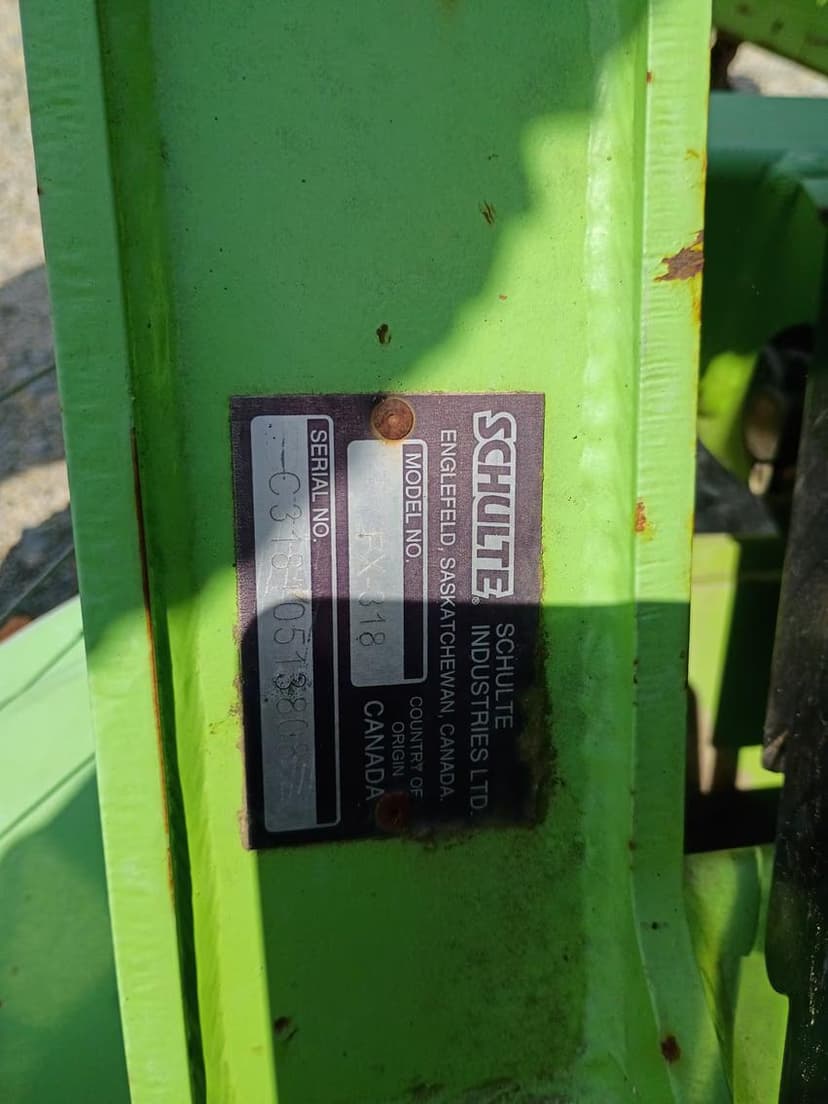 SCHULTE® SCHULTE
INDUSTRIES LTD.
ENGLEFELD, SASKATCHEWAN, CANADA.
MODEL NO.
FX-318
COUNTRY OF
ORIGIN
CANADA
SERIAL NO.